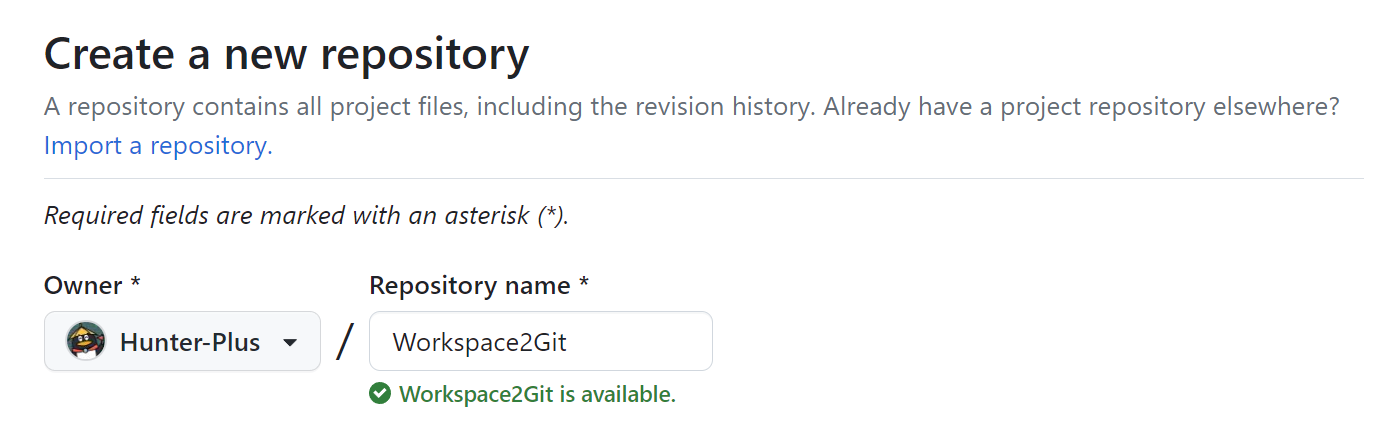 Create a new repository
A repository contains all project files, including the revision history. Already have a project repository elsewhere?
Import a repository.
Required fields are marked with an asterisk (*).
Owner *
Repository name *
Hunter-Plus / Workspace2Git
Workspace2Git is available.